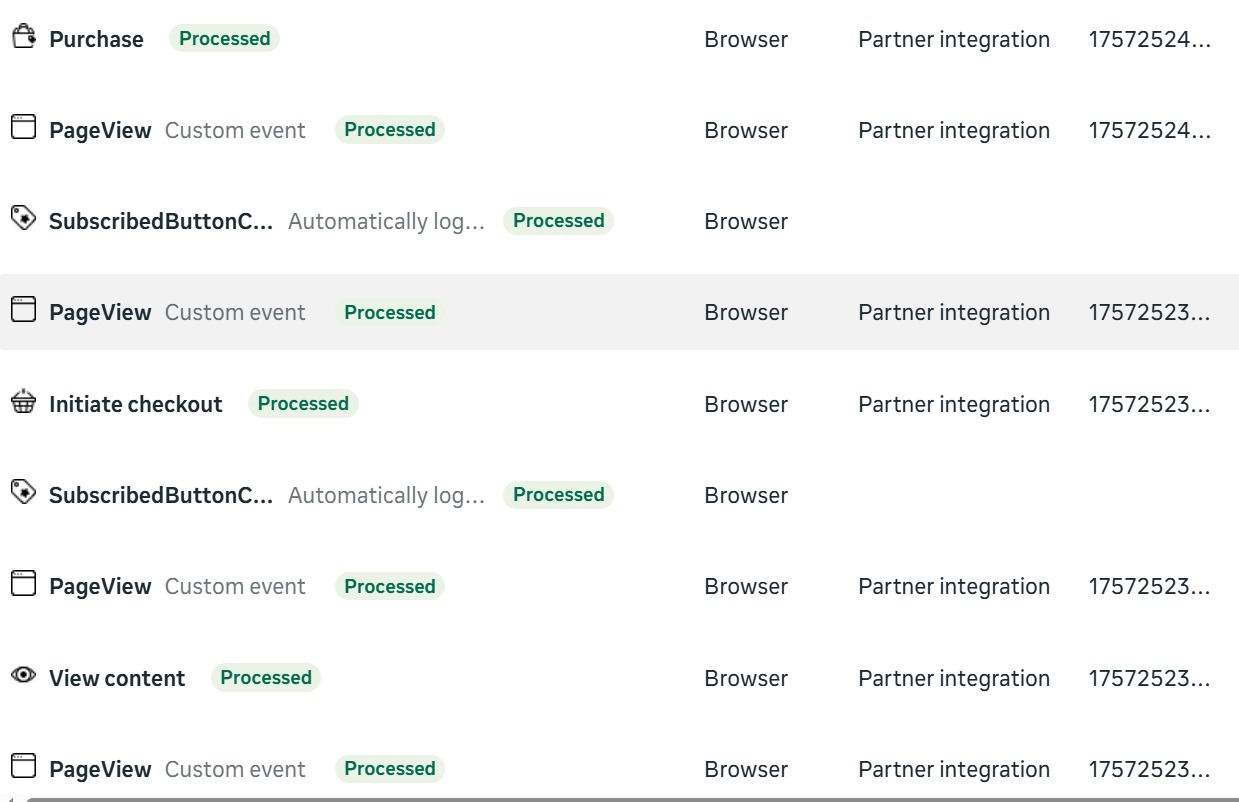 Purchase Processed Browser Partner integration 17572524...
PageView Custom event Processed Browser Partner integration 17572524...
SubscribedButtonC... Automatically log... Processed Browser
PageView Custom event Processed Browser Partner integration 17572523...
Initiate checkout Processed Browser Partner integration 17572523...
SubscribedButtonC... Automatically log... Processed Browser
PageView Custom event Processed Browser Partner integration 17572523...
View content Processed Browser Partner integration 17572523...
PageView Custom event Processed Browser Partner integration 17572523...